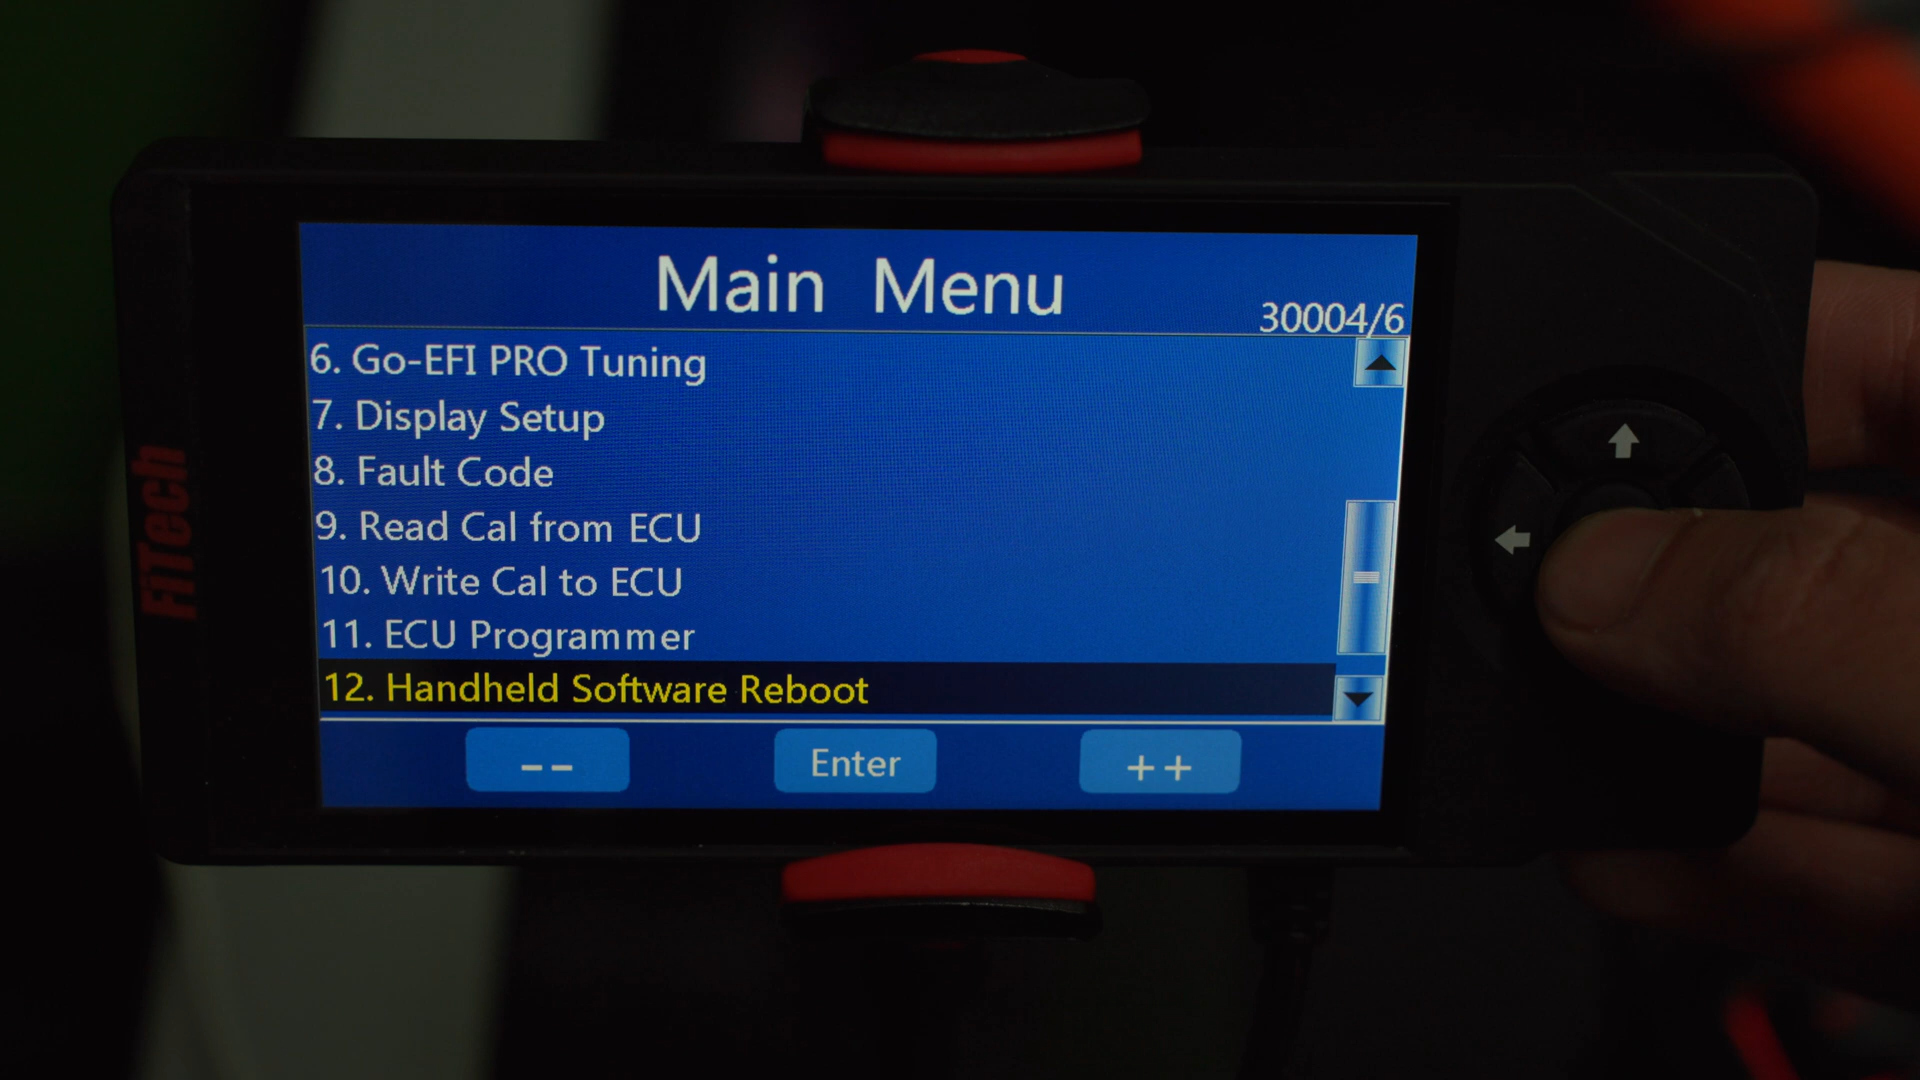 Main Menu
30004/6
6. Go-EFI PRO Tuning
7. Display Setup
8. Fault Code
9. Read Cal from ECU
10. Write Cal to ECU
11. ECU Programmer
12. Handheld Software Reboot
-- Enter ++
FiTech